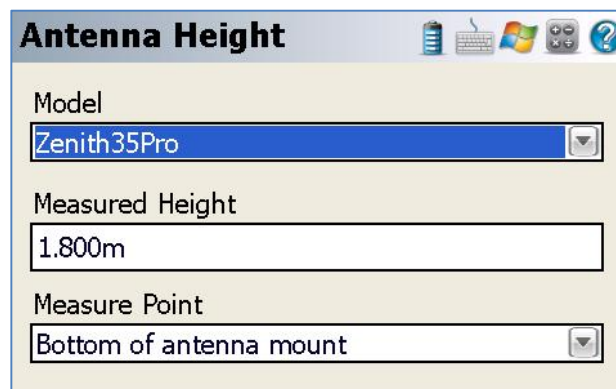 Antenna Height
Model
Zenith35Pro
Measured Height
1.800m
Measure Point
Bottom of antenna mount